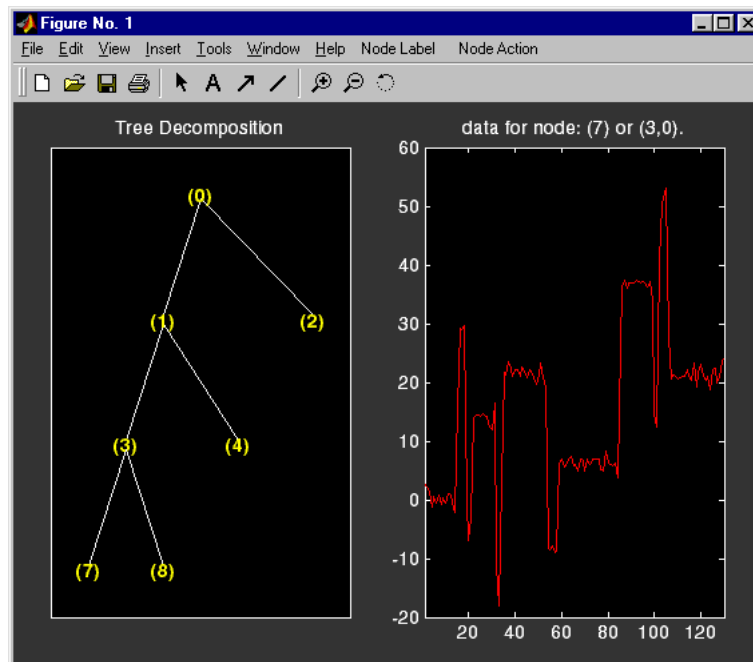 Figure No. 1
File Edit View Insert Tools Window Help Node Label Node Action
A
Tree Decomposition
(0)
(1)
(2)
(3)
(4)
(7)
(8)
data for node: (7) or (3,0).
60
50
40
30
20
10
0
-10
-20
20 40 60 80 100 120